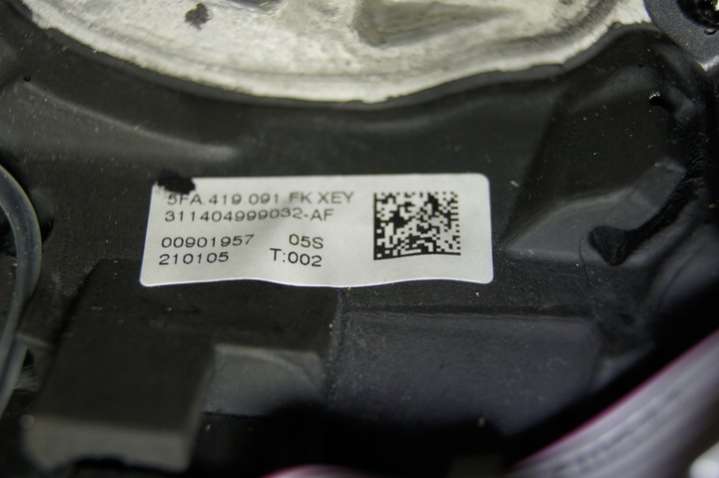 5FA 419 091 FK XEY
311404999032-AF
00901957 05S
210105 T:002